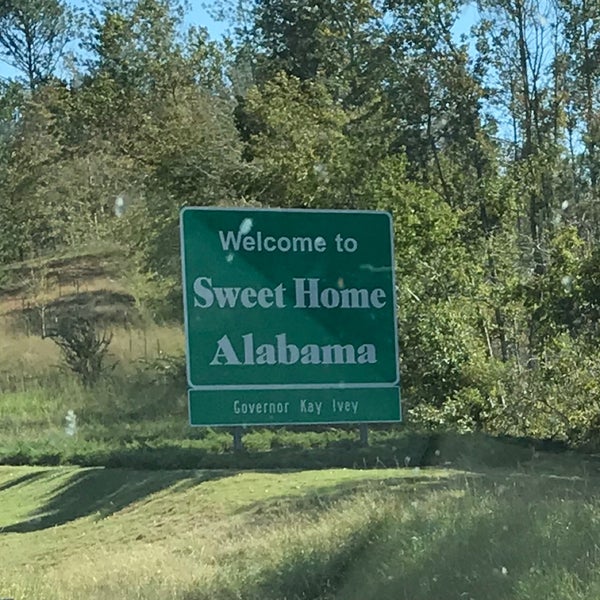 Welcome to
Sweet Home
Alabama
Governor Kay Ivey